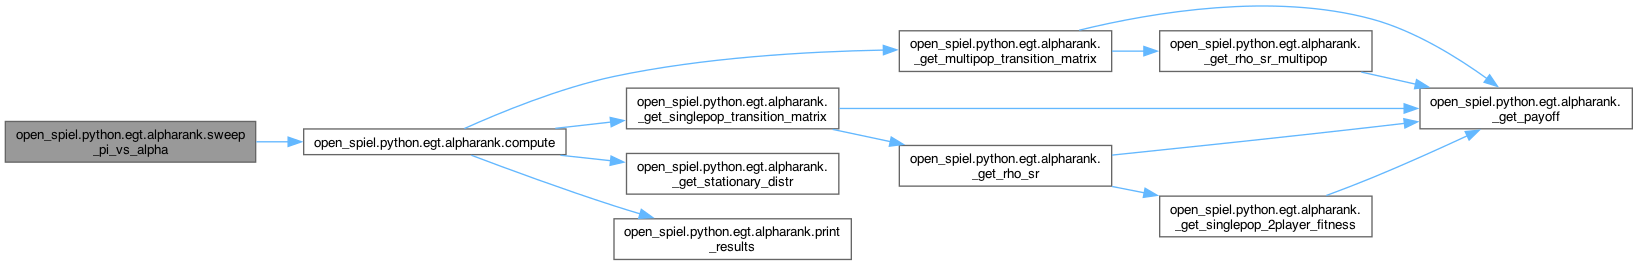 open_spiel.python.egt.alpharank.sweep
_pi_vs_alpha
open_spiel.python.egt.alpharank.compute
open_spiel.python.egt.alpharank.
_get_multipop_transition_matrix
open_spiel.python.egt.alpharank.
_get_rho_sr_multipop
open_spiel.python.egt.alpharank.
_get_payoff
open_spiel.python.egt.alpharank.
_get_singlepop_transition_matrix
open_spiel.python.egt.alpharank.
_get_rho_sr
open_spiel.python.egt.alpharank.
_get_singlepop_2player_fitness
open_spiel.python.egt.alpharank.
_get_stationary_distr
open_spiel.python.egt.alpharank.print
_results